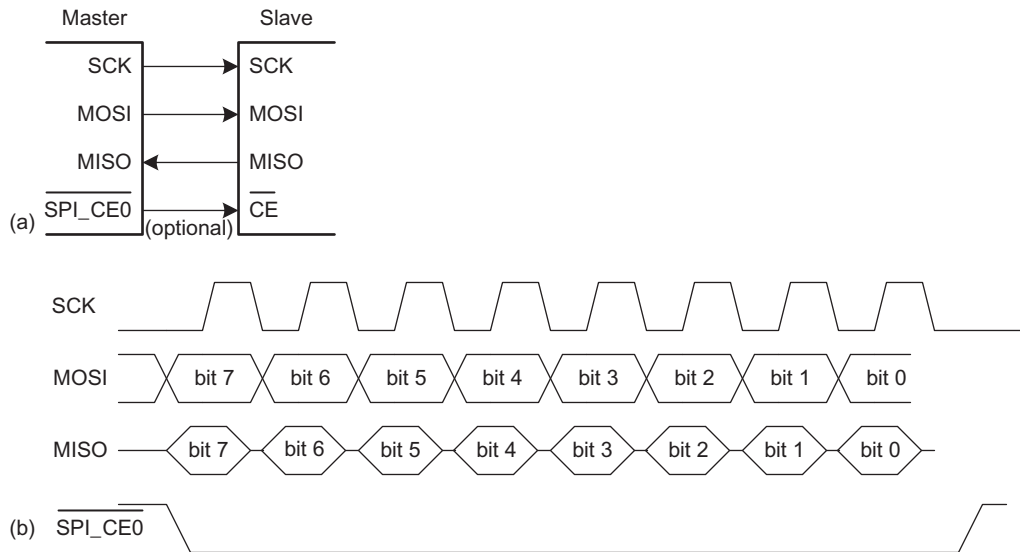 Master Slave
SCK SCK
MOSI MOSI
MISO MISO
(a) SPI_CE0 (optional) CE
SCK
MOSI bit 7 bit 6 bit 5 bit 4 bit 3 bit 2 bit 1 bit 0
MISO bit 7 bit 6 bit 5 bit 4 bit 3 bit 2 bit 1 bit 0
(b) SPI_CE0